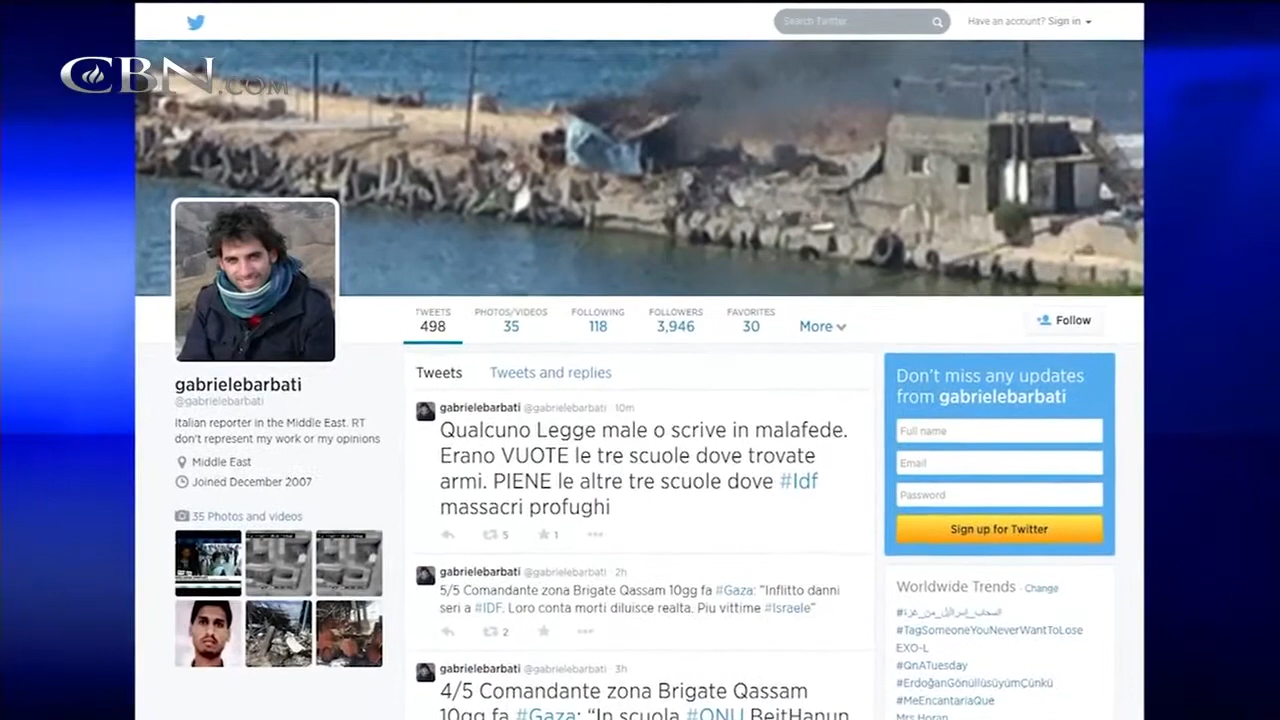 CBN.COM
Search Twitter
Have an account? Sign in
TWEETS
498
PHOTOS/VIDEOS
35
FOLLOWING
118
FOLLOWERS
3,946
FAVORITES
30
More
Follow
gabrielebarbati
@gabrielebarbati
Italian reporter in the Middle East. RT
don't represent my work or my opinions
Middle East
Joined December 2007
35 Photos and videos
Tweets
Tweets and replies
gabrielebarbati @gabrielebarbati · 10m
Qualcuno Legge male o scrive in malafede.
Erano VUOTE le tre scuole dove trovate
armi. PIENE le altre tre scuole dove #Idf
massacri profughi
5
1
gabrielebarbati @gabrielebarbati · 2h
5/5 Comandante zona Brigate Qassam 10gg fa #Gaza: "Inflitto danni
seri a #IDF. Loro conta morti diluisce realta. Piu vittime #Israele"
2
gabrielebarbati @gabrielebarbati · 3h
4/5 Comandante zona Brigate Qassam
10gg fa #Gaza: "In scuola #ONU BeitHanun
Don't miss any updates
from gabrielebarbati
Full name
Email
Password
Sign up for Twitter
Worldwide Trends · Change
#انسحاب_إسرائيل_من_غزة
#TagSomeoneYouNeverWantToLose
EXO-L
#QnATuesday
#ErdoğanGönüllüsüyümÇünkü
#MeEncantariaQue
Mrs Horan